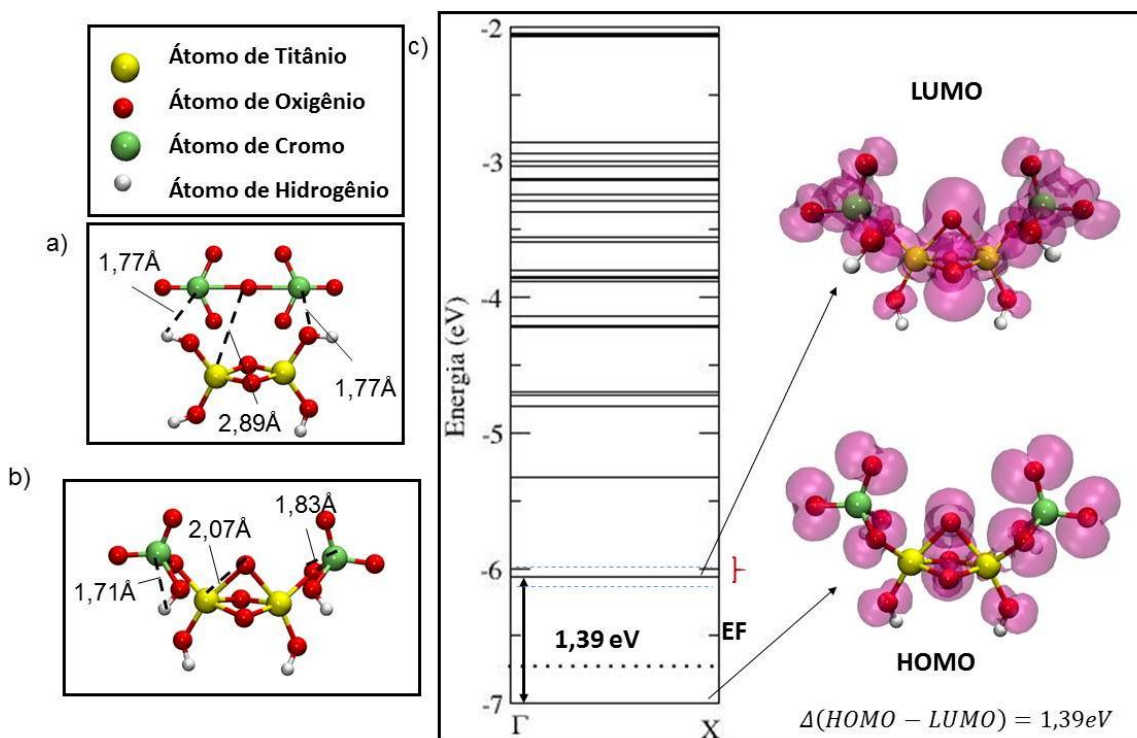 Átomo de Titânio
Átomo de Oxigênio
Átomo de Cromo
Átomo de Hidrogênio
a)
1,77Å
1,77Å
2,89Å
b)
2,07Å
1,83Å
1,71Å
c)
Energia (eV)
-2
-3
-4
-5
-6
-7
Γ
X
1,39 eV
EF
LUMO
HOMO
Δ(HOMO − LUMO) = 1,39eV